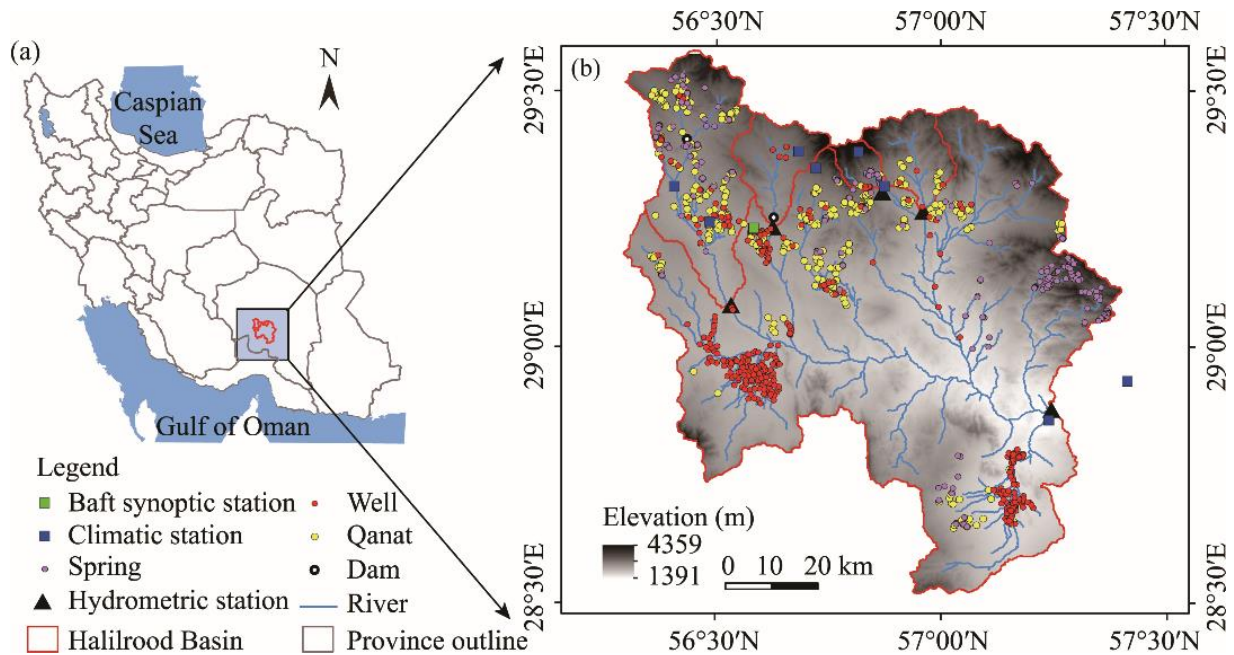 (a)
N
Caspian
Sea
Gulf of Oman
Legend
Baft synoptic station
Climatic station
Spring
Hydrometric station
Halilrood Basin
Well
Qanat
Dam
River
Province outline
56°30′N 57°00′N 57°30′N
(b)
29°30′E 29°30′E
29°00′E 29°00′E
28°30′E 28°30′E
Elevation (m)
4359
1391
0 10 20 km
56°30′N 57°00′N 57°30′N